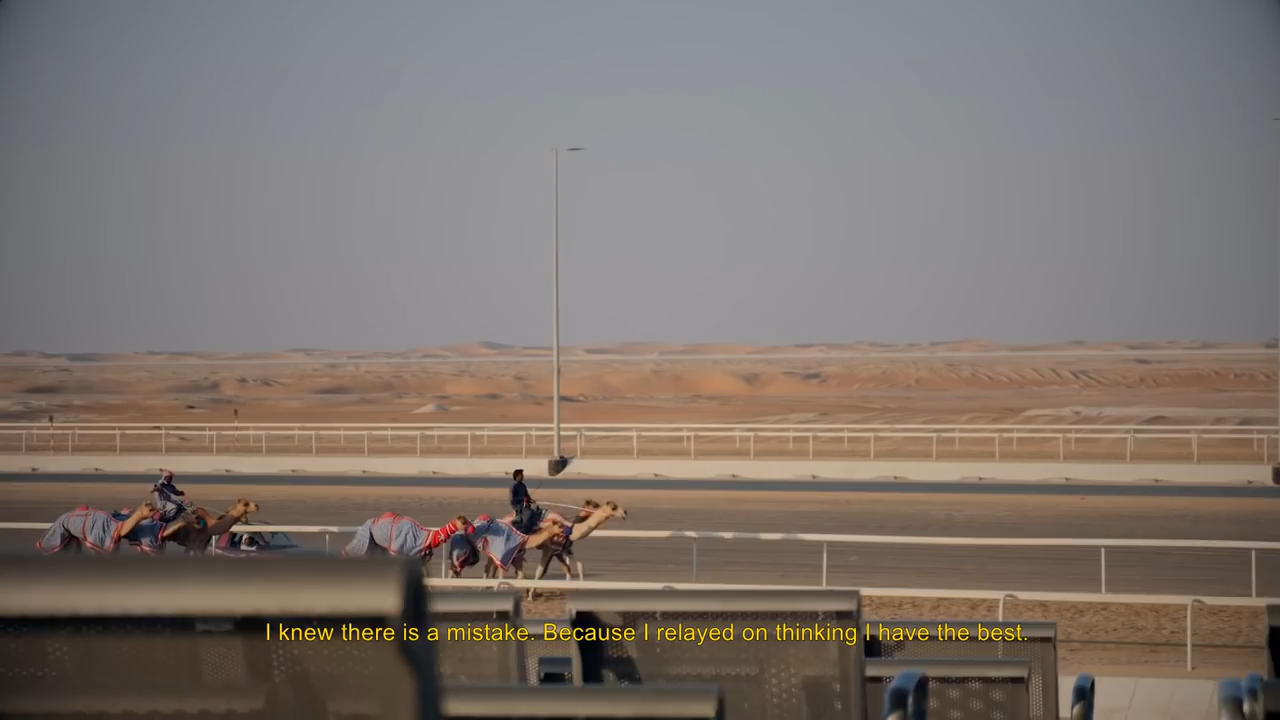 I knew there is a mistake. Because I relayed on thinking I have the best.